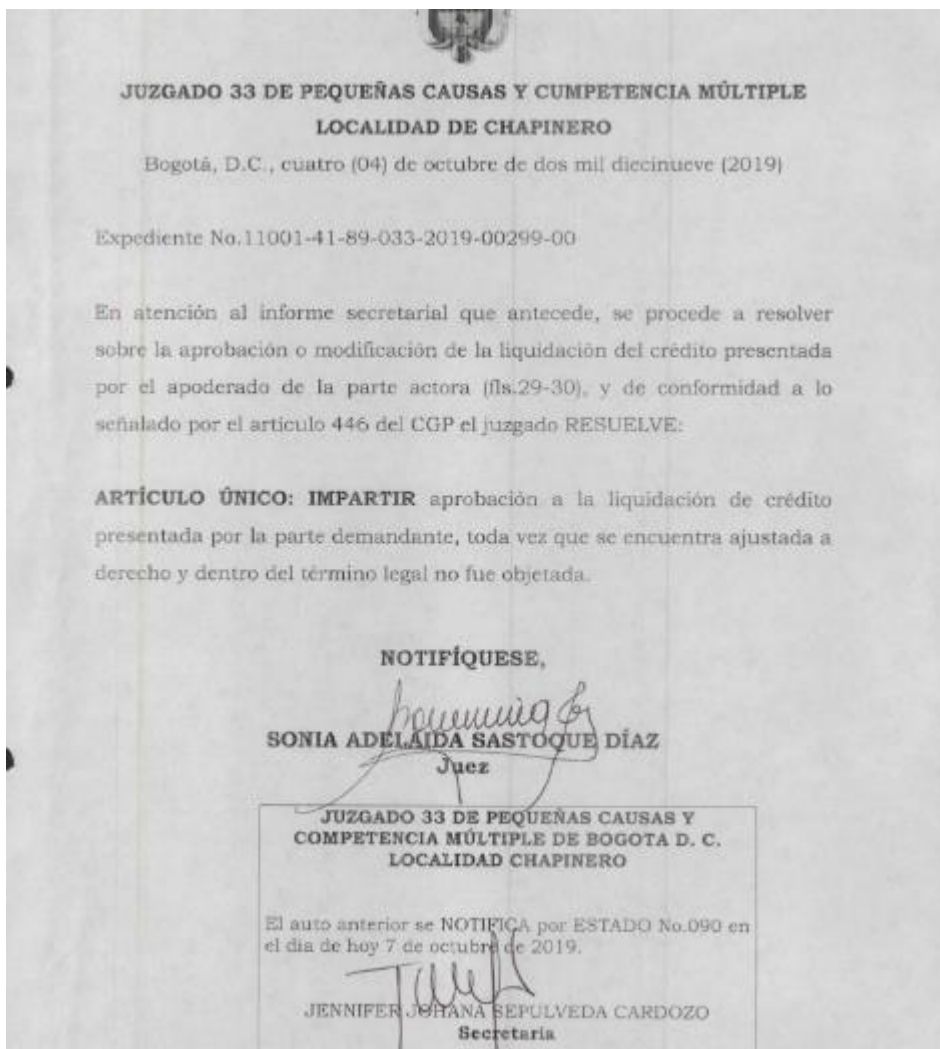 JUZGADO 33 DE PEQUEÑAS CAUSAS Y CUMPETENCIA MÚLTIPLE
LOCALIDAD DE CHAPINERO
Bogotá, D.C., cuatro (04) de octubre de dos mil diecinueve (2019)
Expediente No.11001-41-89-033-2019-00299-00
En atención al informe secretarial que antecede, se procede a resolver
sobre la aprobación o modificación de la liquidación del crédito presentada
por el apoderado de la parte actora (fls.29-30), y de conformidad a lo
señalado por el articulo 446 del CGP el juzgado RESUELVE:
ARTÍCULO ÚNICO: IMPARTIR aprobación a la liquidación de crédito
presentada por la parte demandante, toda vez que se encuentra ajustada a
derecho y dentro del término legal no fue objetada.
NOTIFÍQUESE,
SONIA ADELAIDA SASTOQUE DÍAZ
Juez
JUZGADO 33 DE PEQUEÑAS CAUSAS Y
COMPETENCIA MÚLTIPLE DE BOGOTA D. C.
LOCALIDAD CHAPINERO
El auto anterior se NOTIFICA por ESTADO No.090 en
el dia de hoy 7 de octubre de 2019.
JENNIFER JOHANA SEPULVEDA CARDOZO
Secretaria